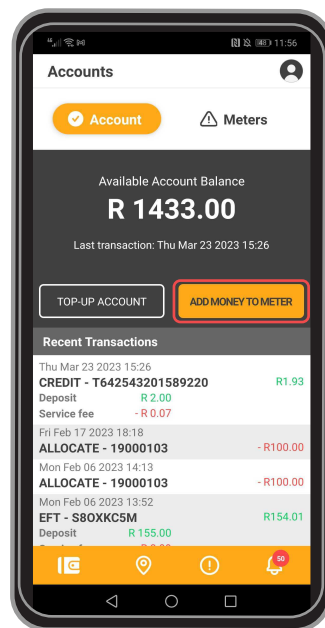 11:56
Accounts
Account
Meters
Available Account Balance
R 1433.00
Last transaction: Thu Mar 23 2023 15:26
TOP-UP ACCOUNT
ADD MONEY TO METER
Recent Transactions
Thu Mar 23 2023 15:26
CREDIT - T642543201589220 R1.93
Deposit R 2.00
Service fee - R 0.07
Fri Feb 17 2023 18:18
ALLOCATE - 19000103 - R100.00
Mon Feb 06 2023 14:13
ALLOCATE - 19000103 - R100.00
Mon Feb 06 2023 13:52
EFT - S8OXKC5M R154.01
Deposit R 155.00
50